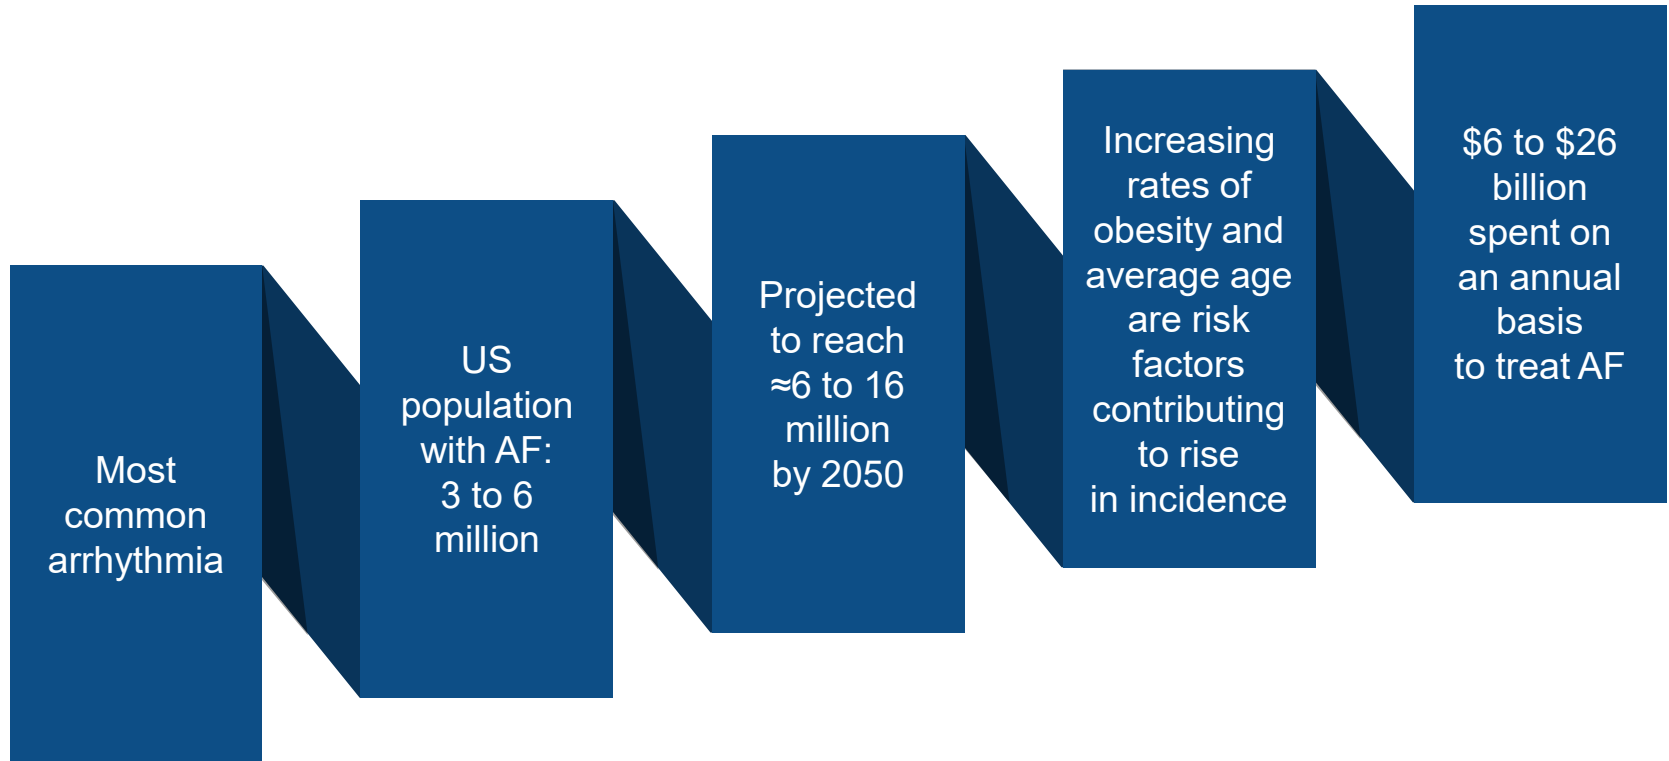 Most
common
arrhythmia
US
population
with AF:
3 to 6
million
Projected
to reach
≈6 to 16
million
by 2050
Increasing
rates of
obesity and
average age
are risk
factors
contributing
to rise
in incidence
$6 to $26
billion
spent on
an annual
basis
to treat AF